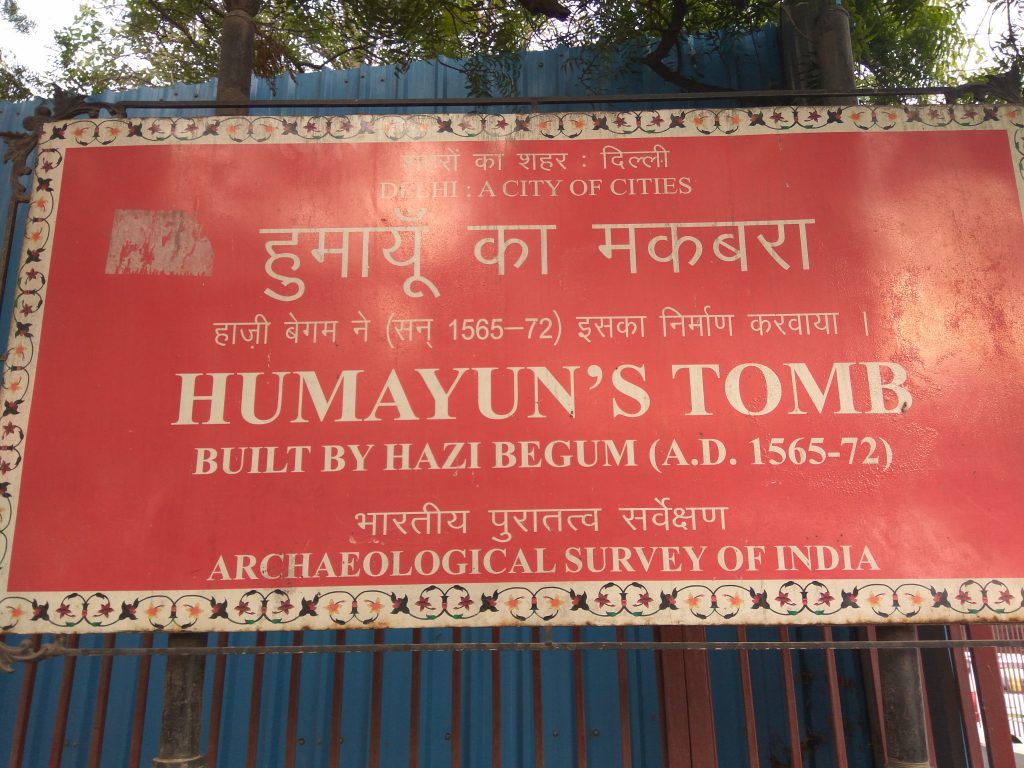 शहरों का शहर : दिल्ली
DELHI : A CITY OF CITIES
हुमायूँ का मकबरा
हाज़ी बेगम ने (सन् 1565–72) इसका निर्माण करवाया ।
HUMAYUN'S TOMB
BUILT BY HAZI BEGUM (A.D. 1565-72)
भारतीय पुरातत्व सर्वेक्षण
ARCHAEOLOGICAL SURVEY OF INDIA